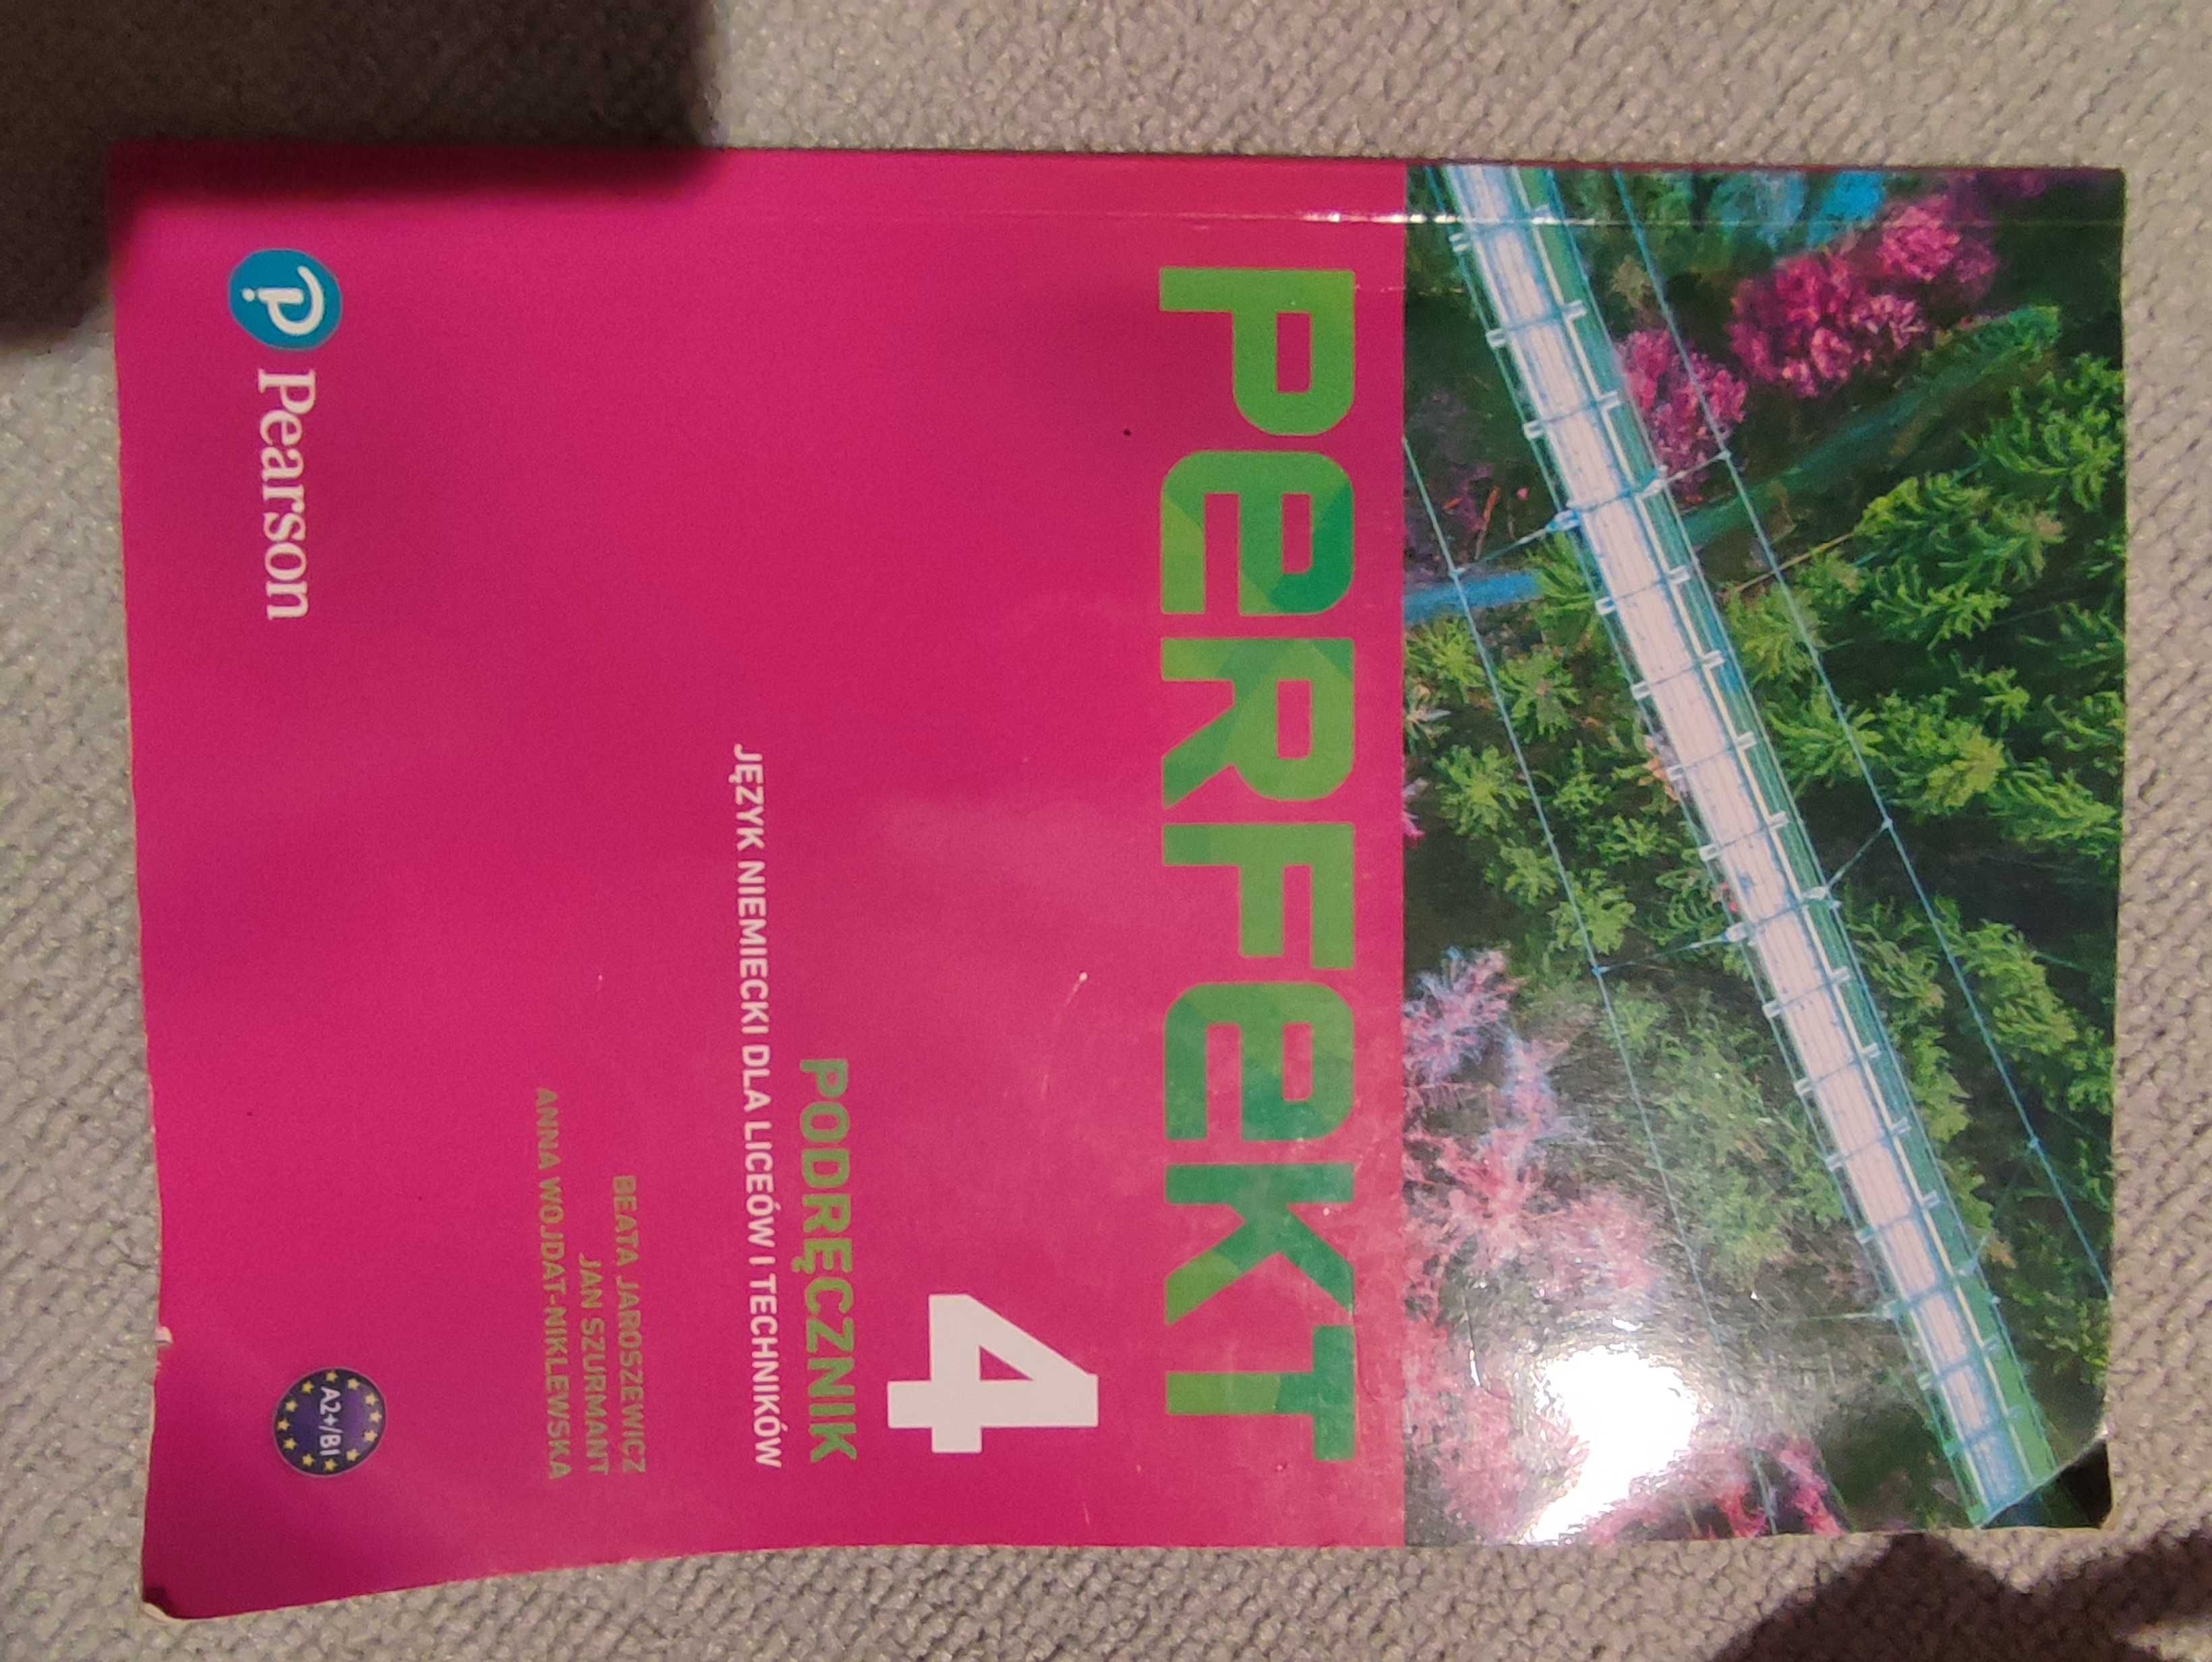 PERFEKT
4
PODRĘCZNIK
JĘZYK NIEMIECKI DLA LICEÓW I TECHNIKÓW
BEATA JAROSZEWICZ
JAN SZURMANT
ANNA WOJDAT-NIKLEWSKA
Pearson
A2+/B1